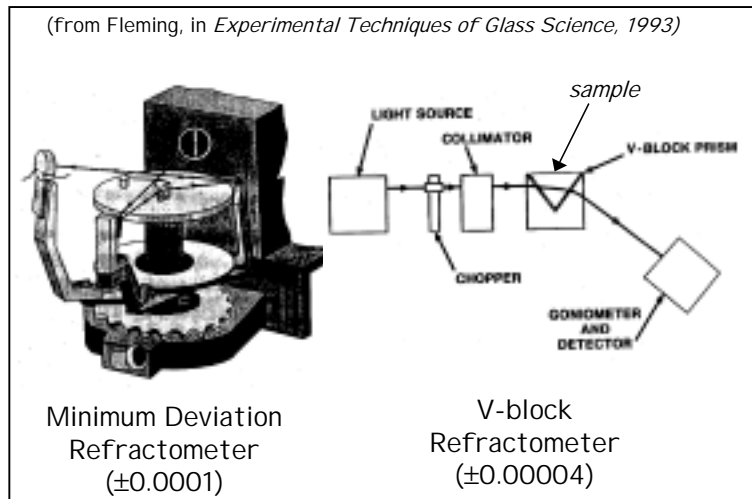 (from Fleming, in Experimental Techniques of Glass Science, 1993)
sample
LIGHT SOURCE
COLLIMATOR
V-BLOCK PRISM
CHOPPER
GONIOMETER
AND
DETECTOR
Minimum Deviation
Refractometer
(±0.0001)
V-block
Refractometer
(±0.00004)